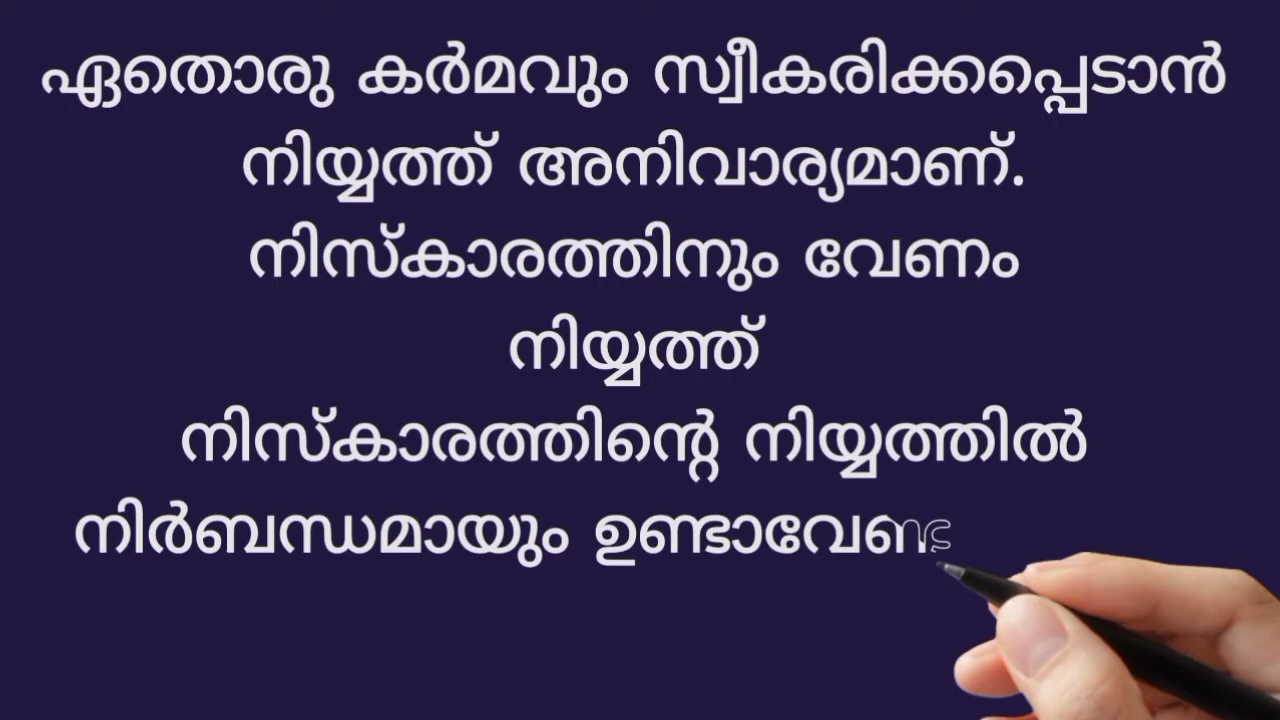 ഏതൊരു കർമവും സ്വീകരിക്കപ്പെടാൻ
നിയ്യത്ത് അനിവാര്യമാണ്.
നിസ്കാരത്തിനും വേണം
നിയ്യത്ത്
നിസ്കാരത്തിന്റെ നിയ്യത്തിൽ
നിർബന്ധമായും ഉണ്ടാവേണ്ട